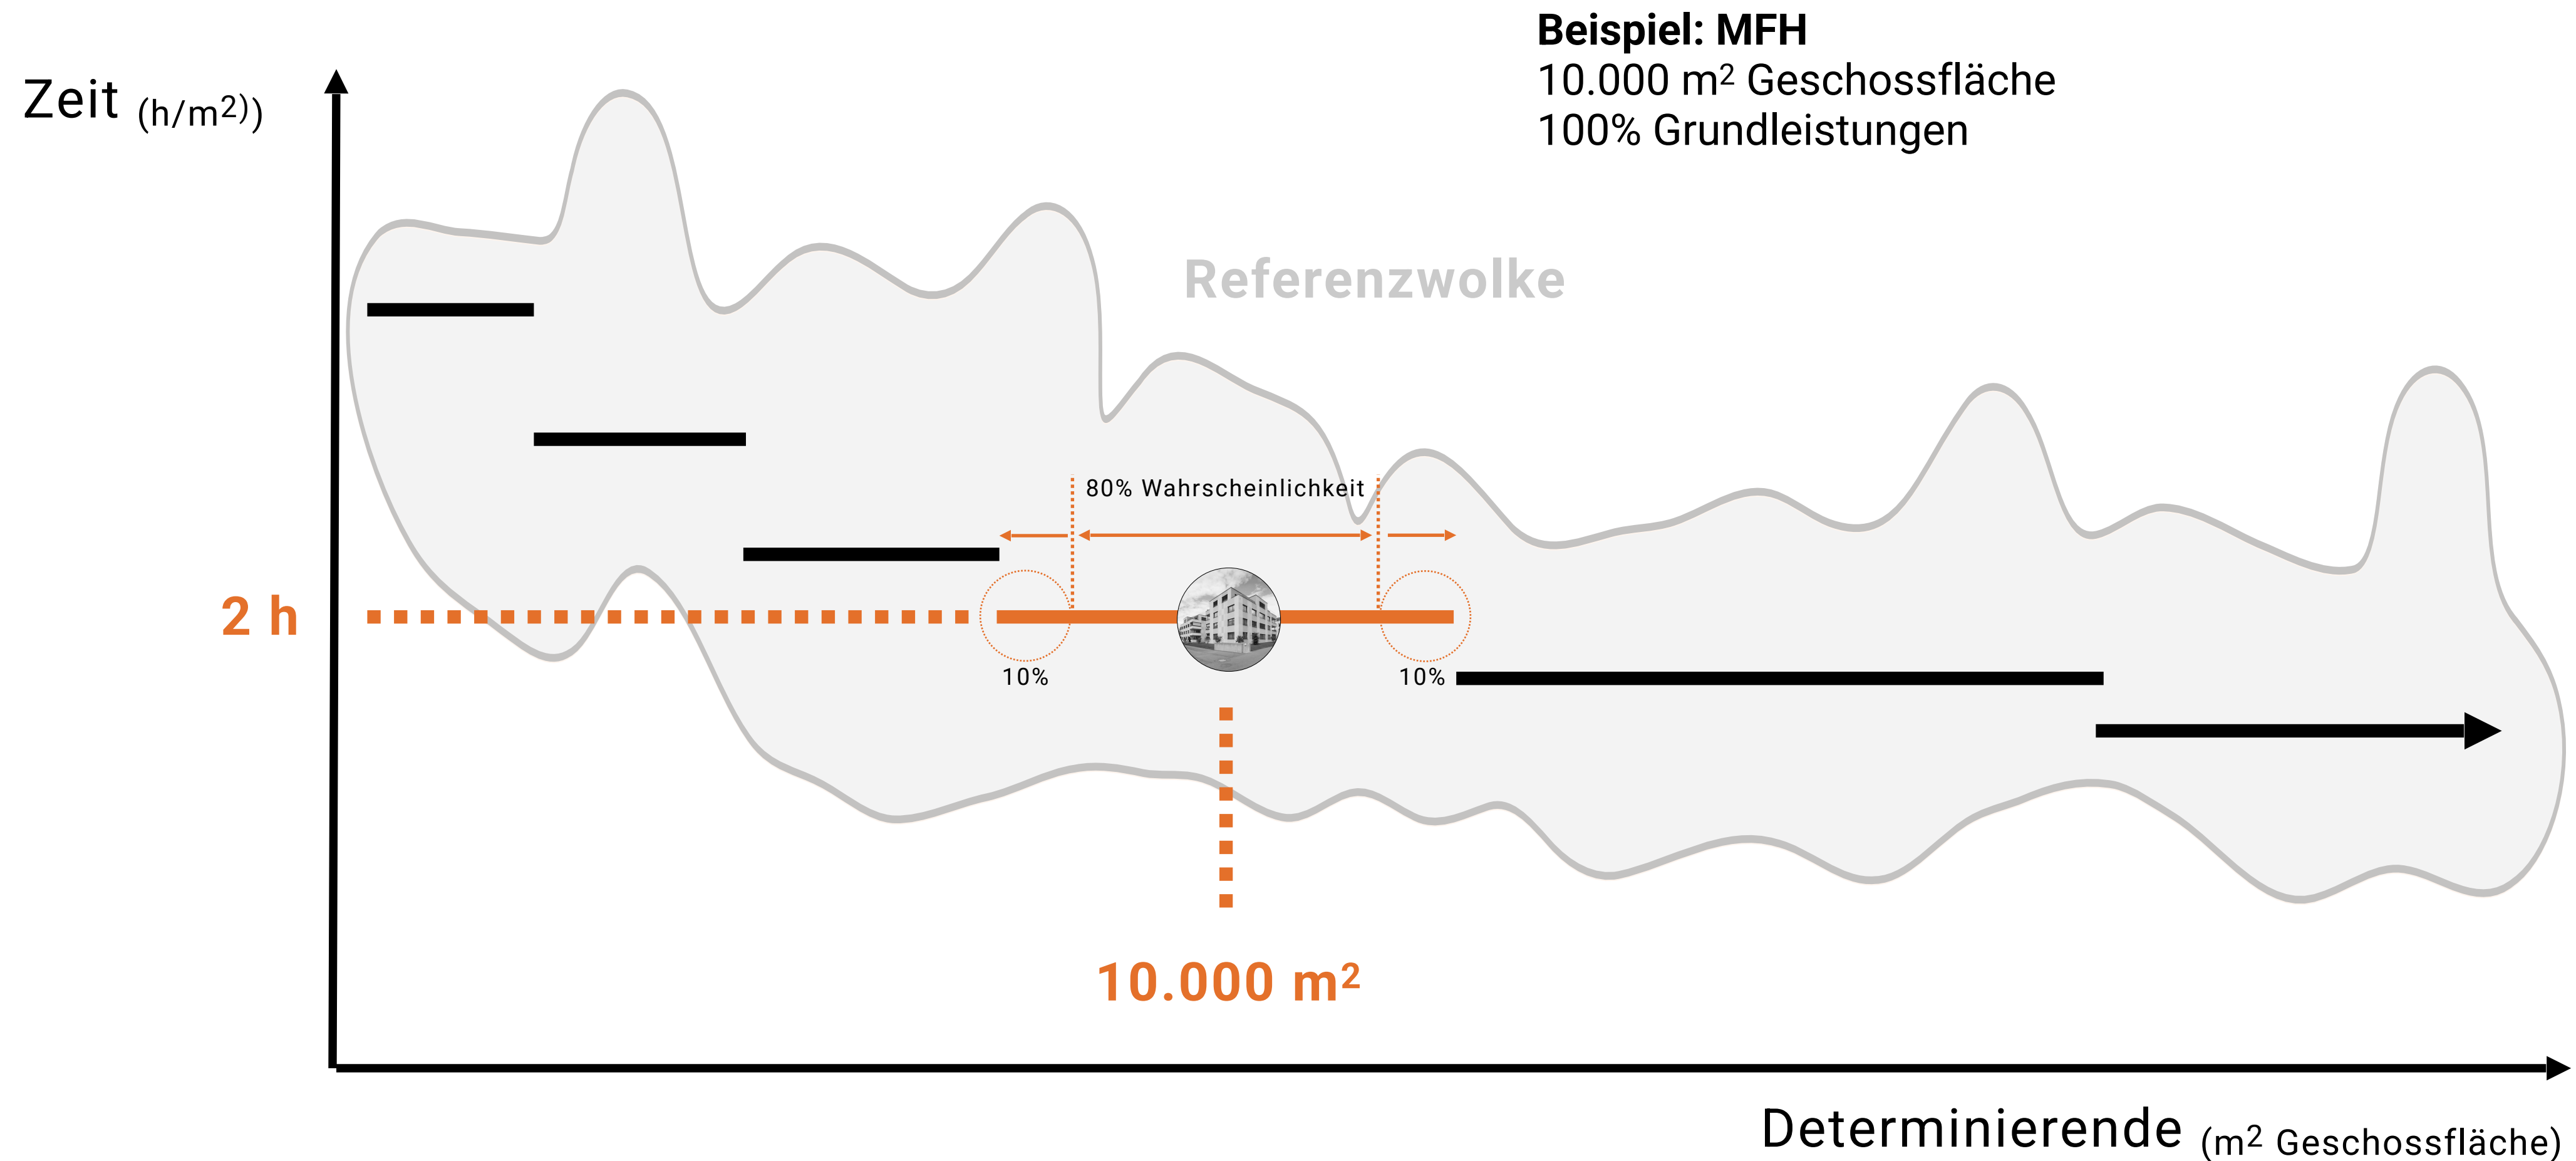 Beispiel: MFH
10.000 m² Geschossfläche
100% Grundleistungen
Zeit (h/m²))
Referenzwolke
80% Wahrscheinlichkeit
2 h
10%
10%
10.000 m²
Determinierende (m² Geschossfläche)